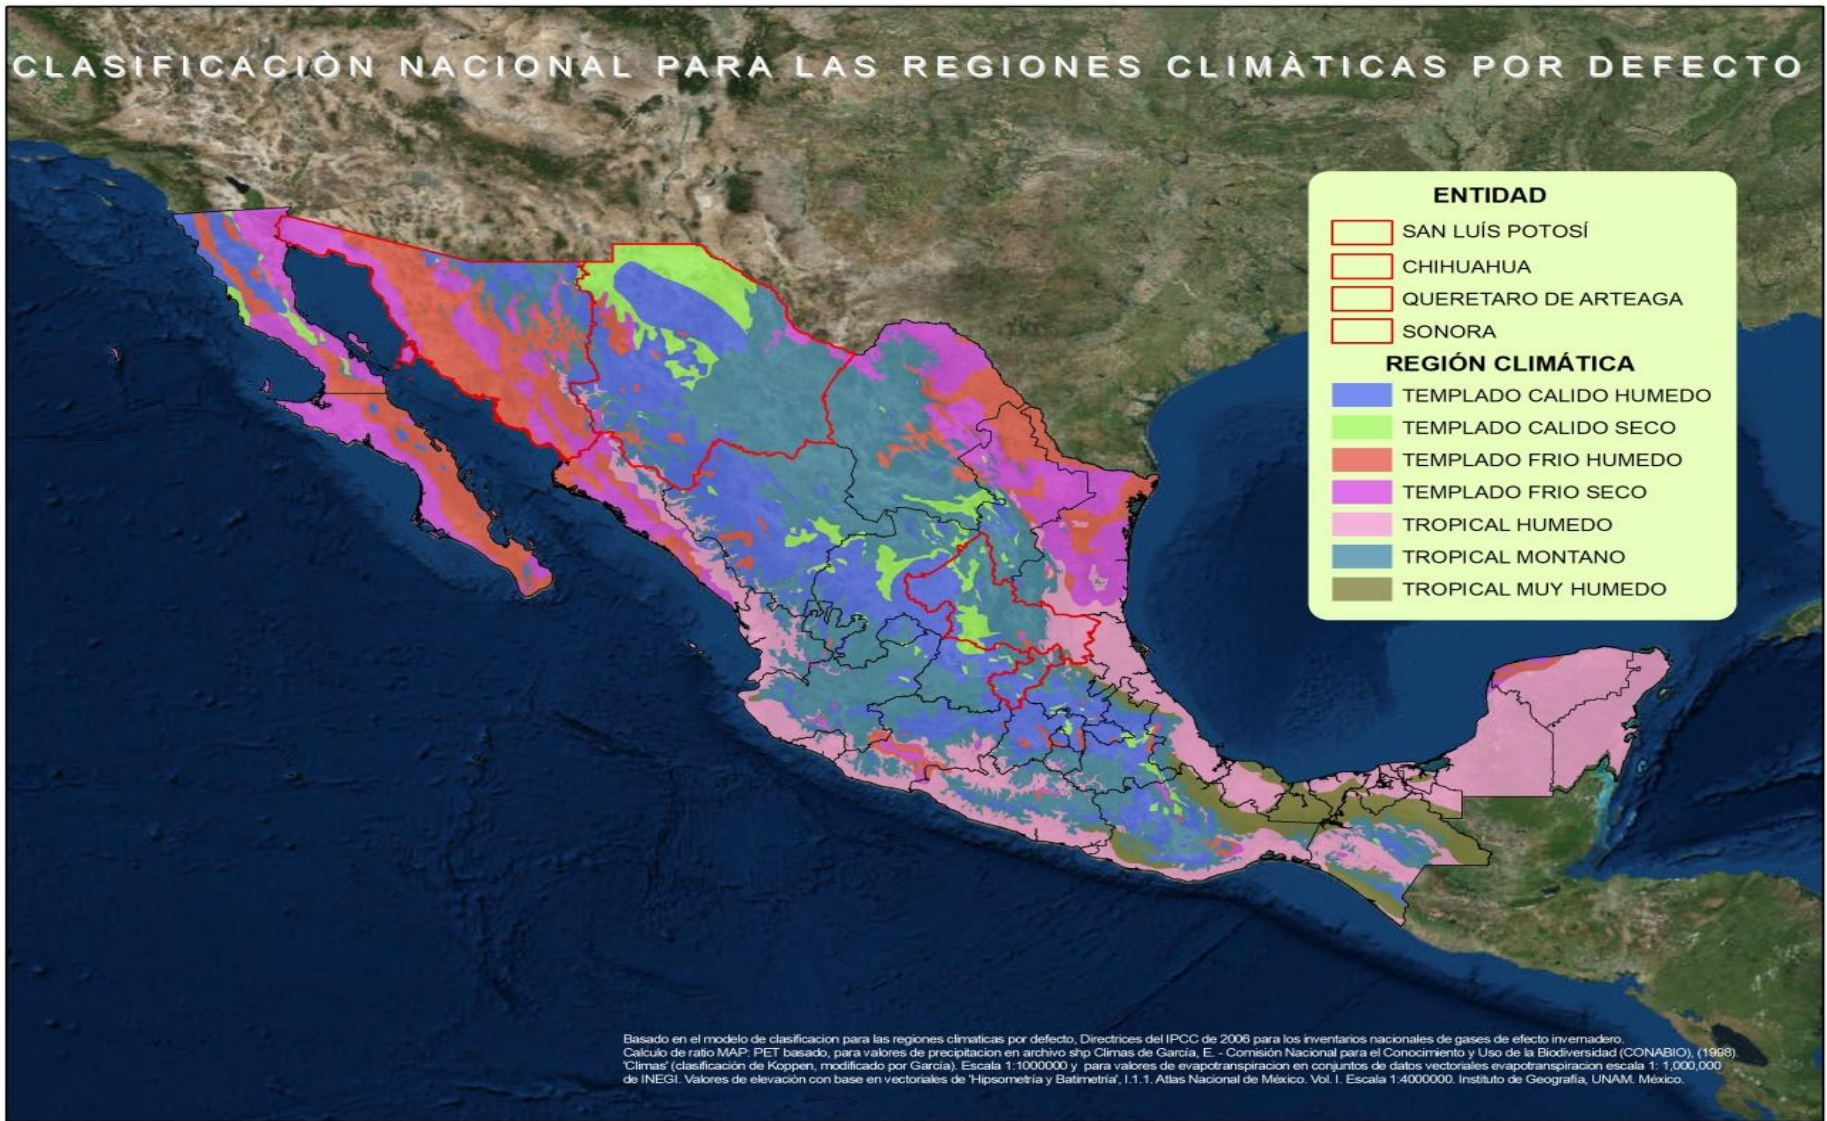 CLASIFICACIÒN NACIONAL PARA LAS REGIONES CLIMÀTICAS POR DEFECTO
ENTIDAD
SAN LUÍS POTOSÍ
CHIHUAHUA
QUERETARO DE ARTEAGA
SONORA
REGIÓN CLIMÁTICA
TEMPLADO CALIDO HUMEDO
TEMPLADO CALIDO SECO
TEMPLADO FRIO HUMEDO
TEMPLADO FRIO SECO
TROPICAL HUMEDO
TROPICAL MONTANO
TROPICAL MUY HUMEDO
Basado en el modelo de clasificacion para las regiones climaticas por defecto, Directrices del IPCC de 2006 para los inventarios nacionales de gases de efecto invernadero.
Calculo de ratio MAP: PET basado, para valores de precipitacion en archivo shp Climas de García, E. - Comisión Nacional para el Conocimiento y Uso de la Biodiversidad (CONABIO), (1998).
'Climas' (clasificación de Koppen, modificado por García). Escala 1:1000000 y para valores de evapotranspiracion en conjuntos de datos vectoriales evapotranspiracion escala 1: 1,000,000
de INEGI. Valores de elevación con base en vectoriales de 'Hipsometría y Batimetría', I.1.1. Atlas Nacional de México. Vol. I. Escala 1:4000000. Instituto de Geografía, UNAM. México.